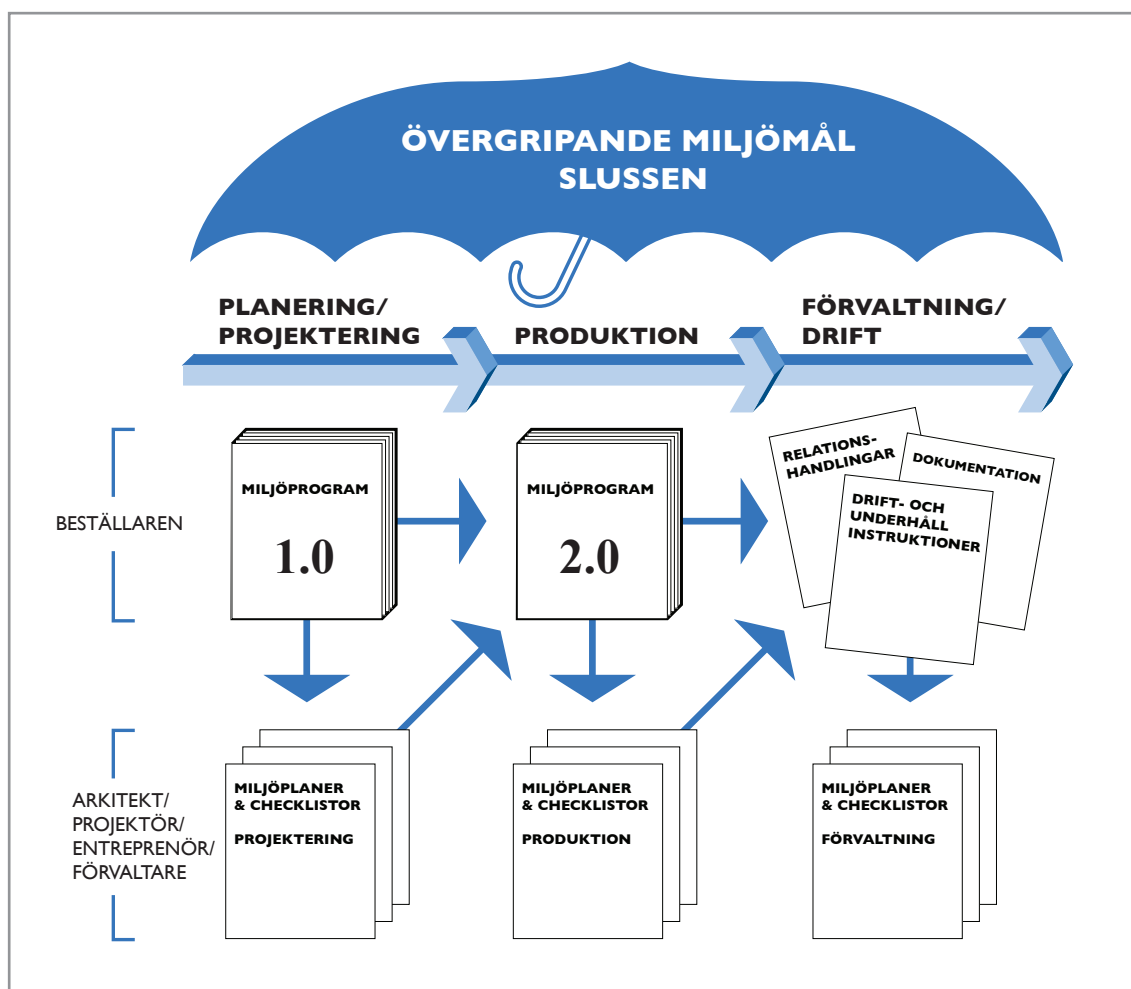 ÖVERGRIPANDE MILJÖMÅL
SLUSSEN
PLANERING/
PROJEKTERING
PRODUKTION
FÖRVALTNING/
DRIFT
BESTÄLLAREN
MILJÖPROGRAM
1.0
MILJÖPROGRAM
2.0
RELATIONS-
HANDLINGAR
DOKUMENTATION
DRIFT- OCH
UNDERHÅLL
INSTRUKTIONER
ARKITEKT/
PROJEKTÖR/
ENTREPRENÖR/
FÖRVALTARE
MILJÖPLANER
& CHECKLISTOR
PROJEKTERING
MILJÖPLANER
& CHECKLISTOR
PRODUKTION
MILJÖPLANER
& CHECKLISTOR
FÖRVALTNING